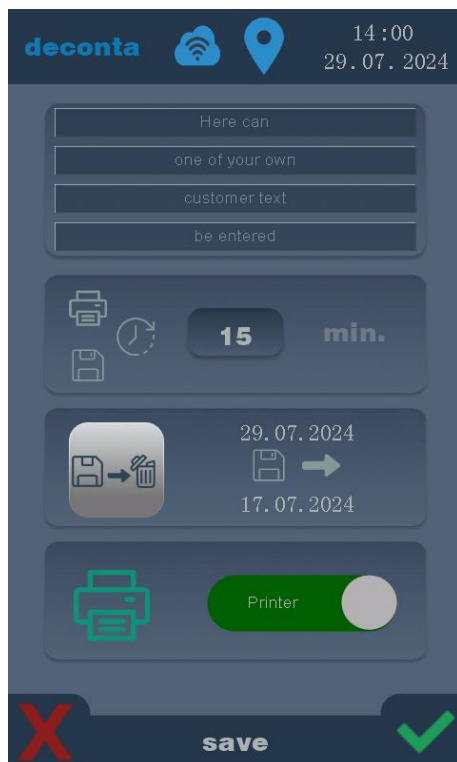 deconta
14:00
29.07.2024
Here can
one of your own
customer text
be entered
15 min.
29.07.2024
17.07.2024
Printer
save